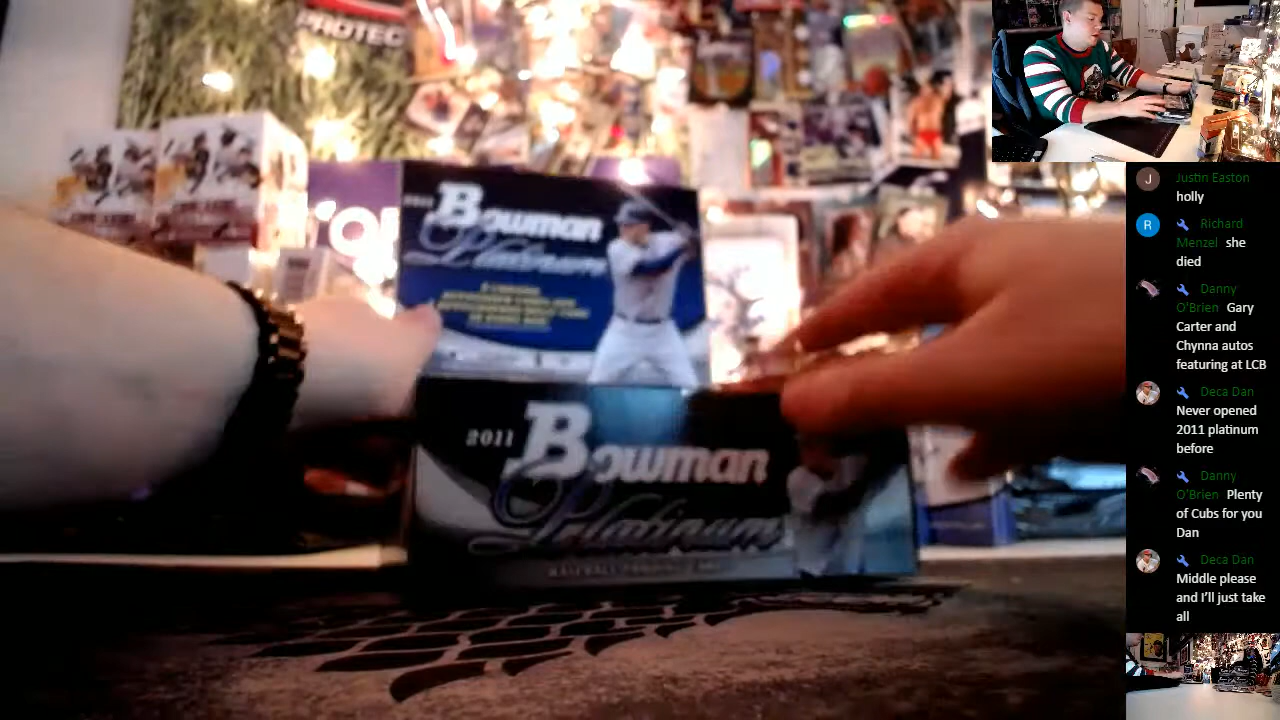 PROTEC
2011
Bowman
Platinum
2011
Bowman
Platinum
Justin Easton
holly
Richard
Menzel she
died
Danny
O'Brien Gary
Carter and
Chynna autos
featuring at LCB
Deca Dan
Never opened
2011 platinum
before
Danny
O'Brien Plenty
of Cubs for you
Dan
Deca Dan
Middle please
and I'll just take
all